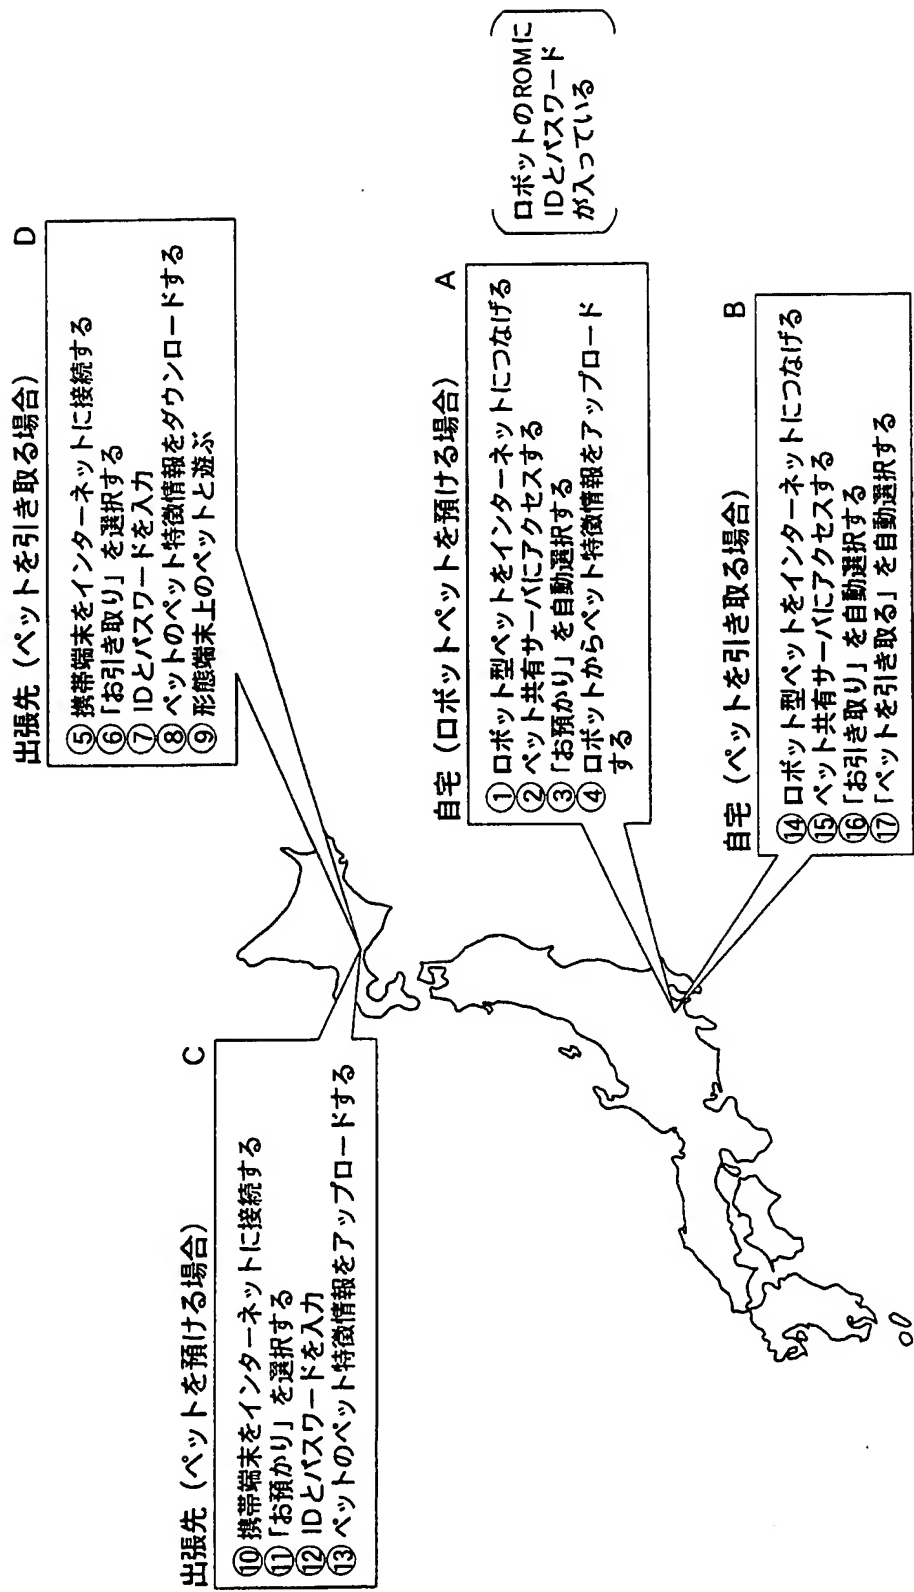 出張先（ペットを預ける場合） C
⑩携帯端末をインターネットに接続する
⑪「お預かり」を選択する
⑫IDとパスワードを入力
⑬ペットのペット特徴情報をアップロードする
出張先（ペットを引き取る場合） D
⑤携帯端末をインターネットに接続する
⑥「お引き取り」を選択する
⑦IDとパスワードを入力
⑧ペットのペット特徴情報をダウンロードする
⑨形態端末上のペットと遊ぶ
自宅（ロボットペットを預ける場合） A
①ロボット型ペットをインターネットにつなげる
②ペット共有サーバにアクセスする
③「お預かり」を自動選択する
④ロボットからペット特徴情報をアップロード
する
ロボットのROMに
IDとパスワード
が入っている
自宅（ペットを引き取る場合） B
⑭ロボット型ペットをインターネットにつなげる
⑮ペット共有サーバにアクセスする
⑯「お引き取り」を自動選択する
⑰「ペットを引き取る」を自動選択する